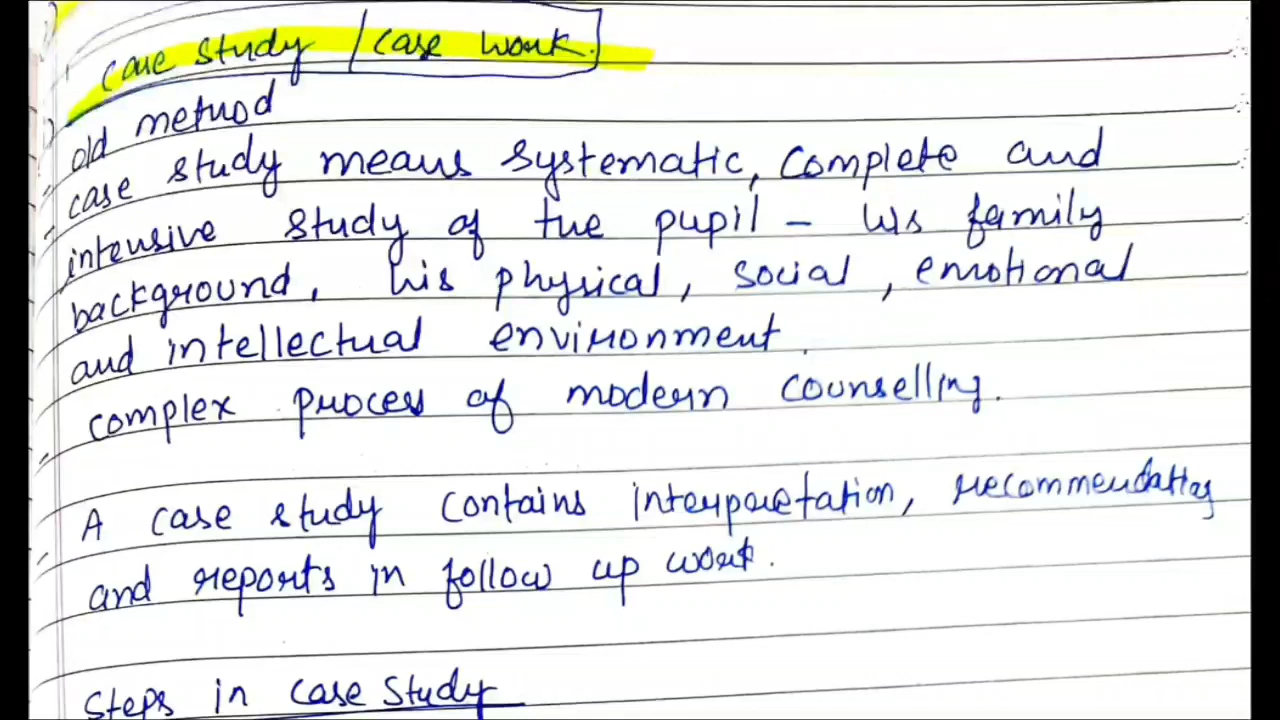 Case Study / Case work.
old method
case study means systematic, complete and
intensive study of the pupil - his family
background, his physical, social, emotional
and intellectual environment.
complex process of modern counselling.
A case study contains interpretation, recommendation
and reports in follow up work.
Steps in Case Study